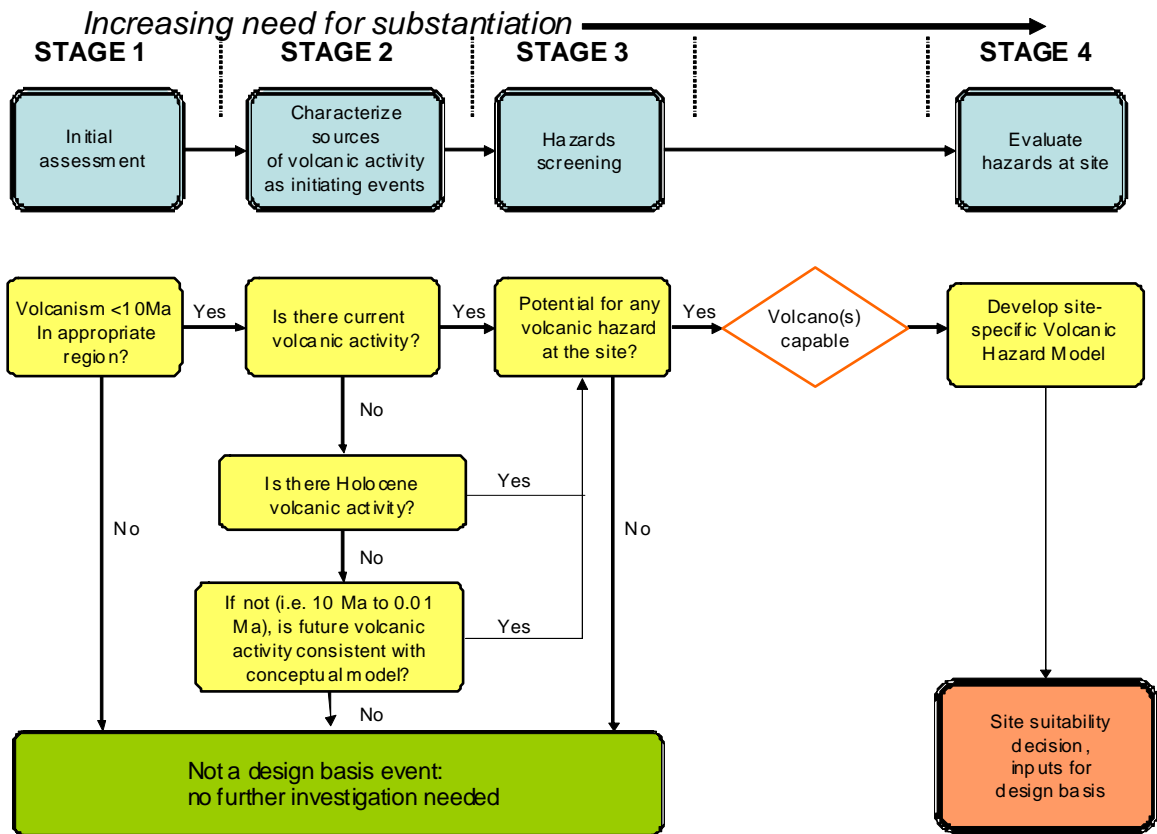 Increasing need for substantiation
STAGE 1
STAGE 2
STAGE 3
STAGE 4
Initial
assessment
Characterize
sources
of volcanic activity
as initiating events
Hazards
screening
Evaluate
hazards at site
Volcanism <10Ma
In appropriate
region?
Yes
Is there current
volcanic activity?
Yes
Potential for any
volcanic hazard
at the site?
Yes
Volcano(s)
capable
Develop site-
specific Volcanic
Hazard Model
No
Is there Holocene
volcanic activity?
Yes
No
No
No
If not (i.e. 10 Ma to 0.01
Ma), is future volcanic
activity consistent with
conceptual model?
Yes
No
Not a design basis event:
no further investigation needed
Site suitability
decision,
inputs for
design basis